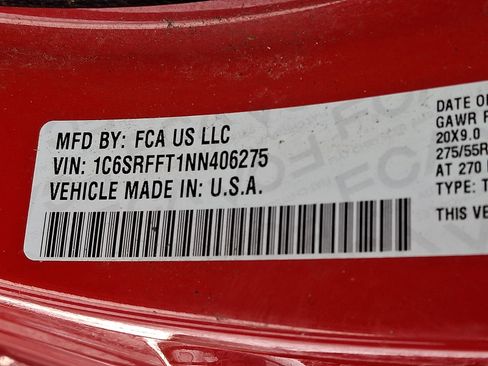 MFD BY: FCA US LLC
VIN: 1C6SRFFT1NN406275
VEHICLE MADE IN: U.S.A.
DATE O
GAWR F
20X9.0
275/55R
AT 270
TYPE: T
THIS VE